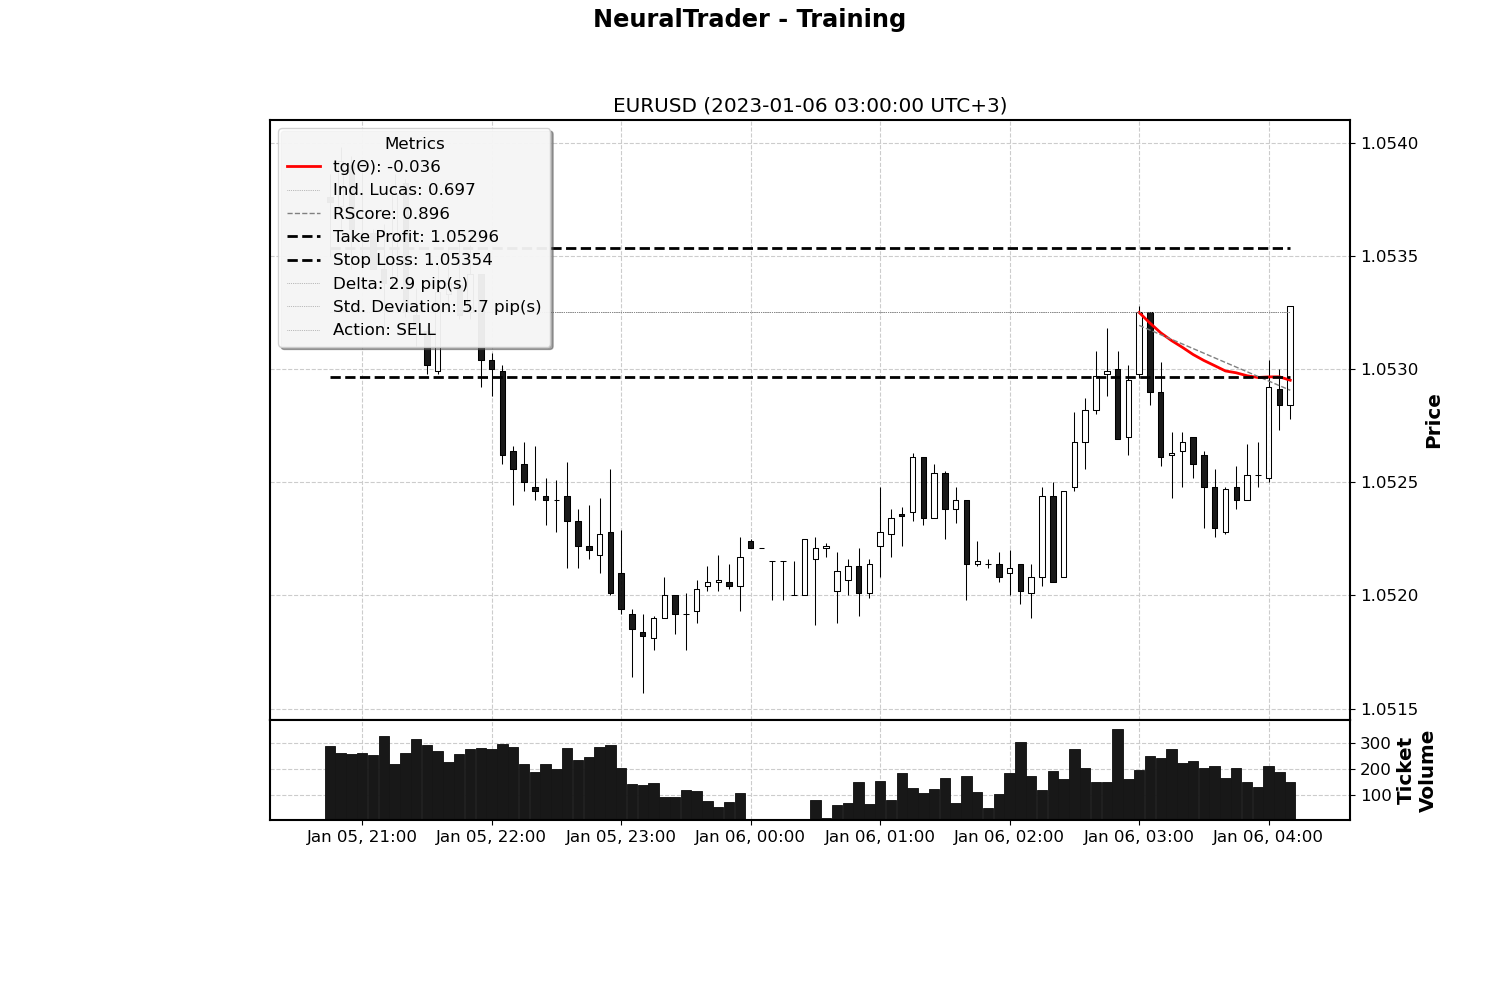 NeuralTrader - Training
EURUSD (2023-01-06 03:00:00 UTC+3)
Metrics
tg(Θ): -0.036
Ind. Lucas: 0.697
RScore: 0.896
Take Profit: 1.05296
Stop Loss: 1.05354
Delta: 2.9 pip(s)
Std. Deviation: 5.7 pip(s)
Action: SELL
1.0540
1.0535
1.0530
1.0525
1.0520
1.0515
Price
300
200
100
Ticket
Volume
Jan 05, 21:00
Jan 05, 22:00
Jan 05, 23:00
Jan 06, 00:00
Jan 06, 01:00
Jan 06, 02:00
Jan 06, 03:00
Jan 06, 04:00